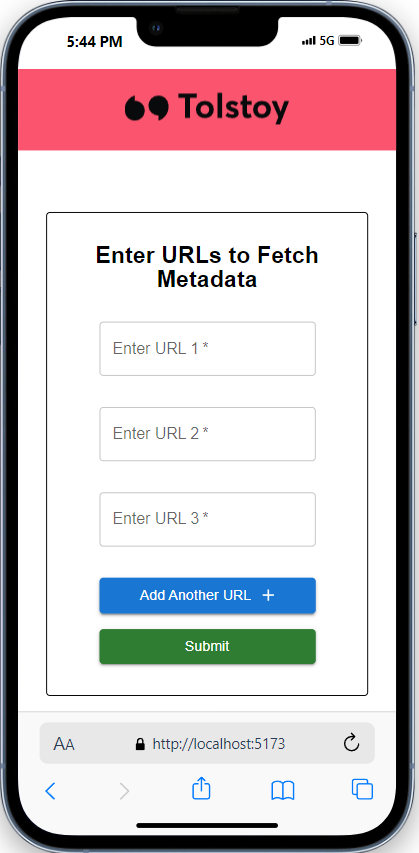 5:44 PM 5G
Tolstoy
Enter URLs to Fetch
Metadata
Enter URL 1 *
Enter URL 2 *
Enter URL 3 *
Add Another URL +
Submit
AA http://localhost:5173